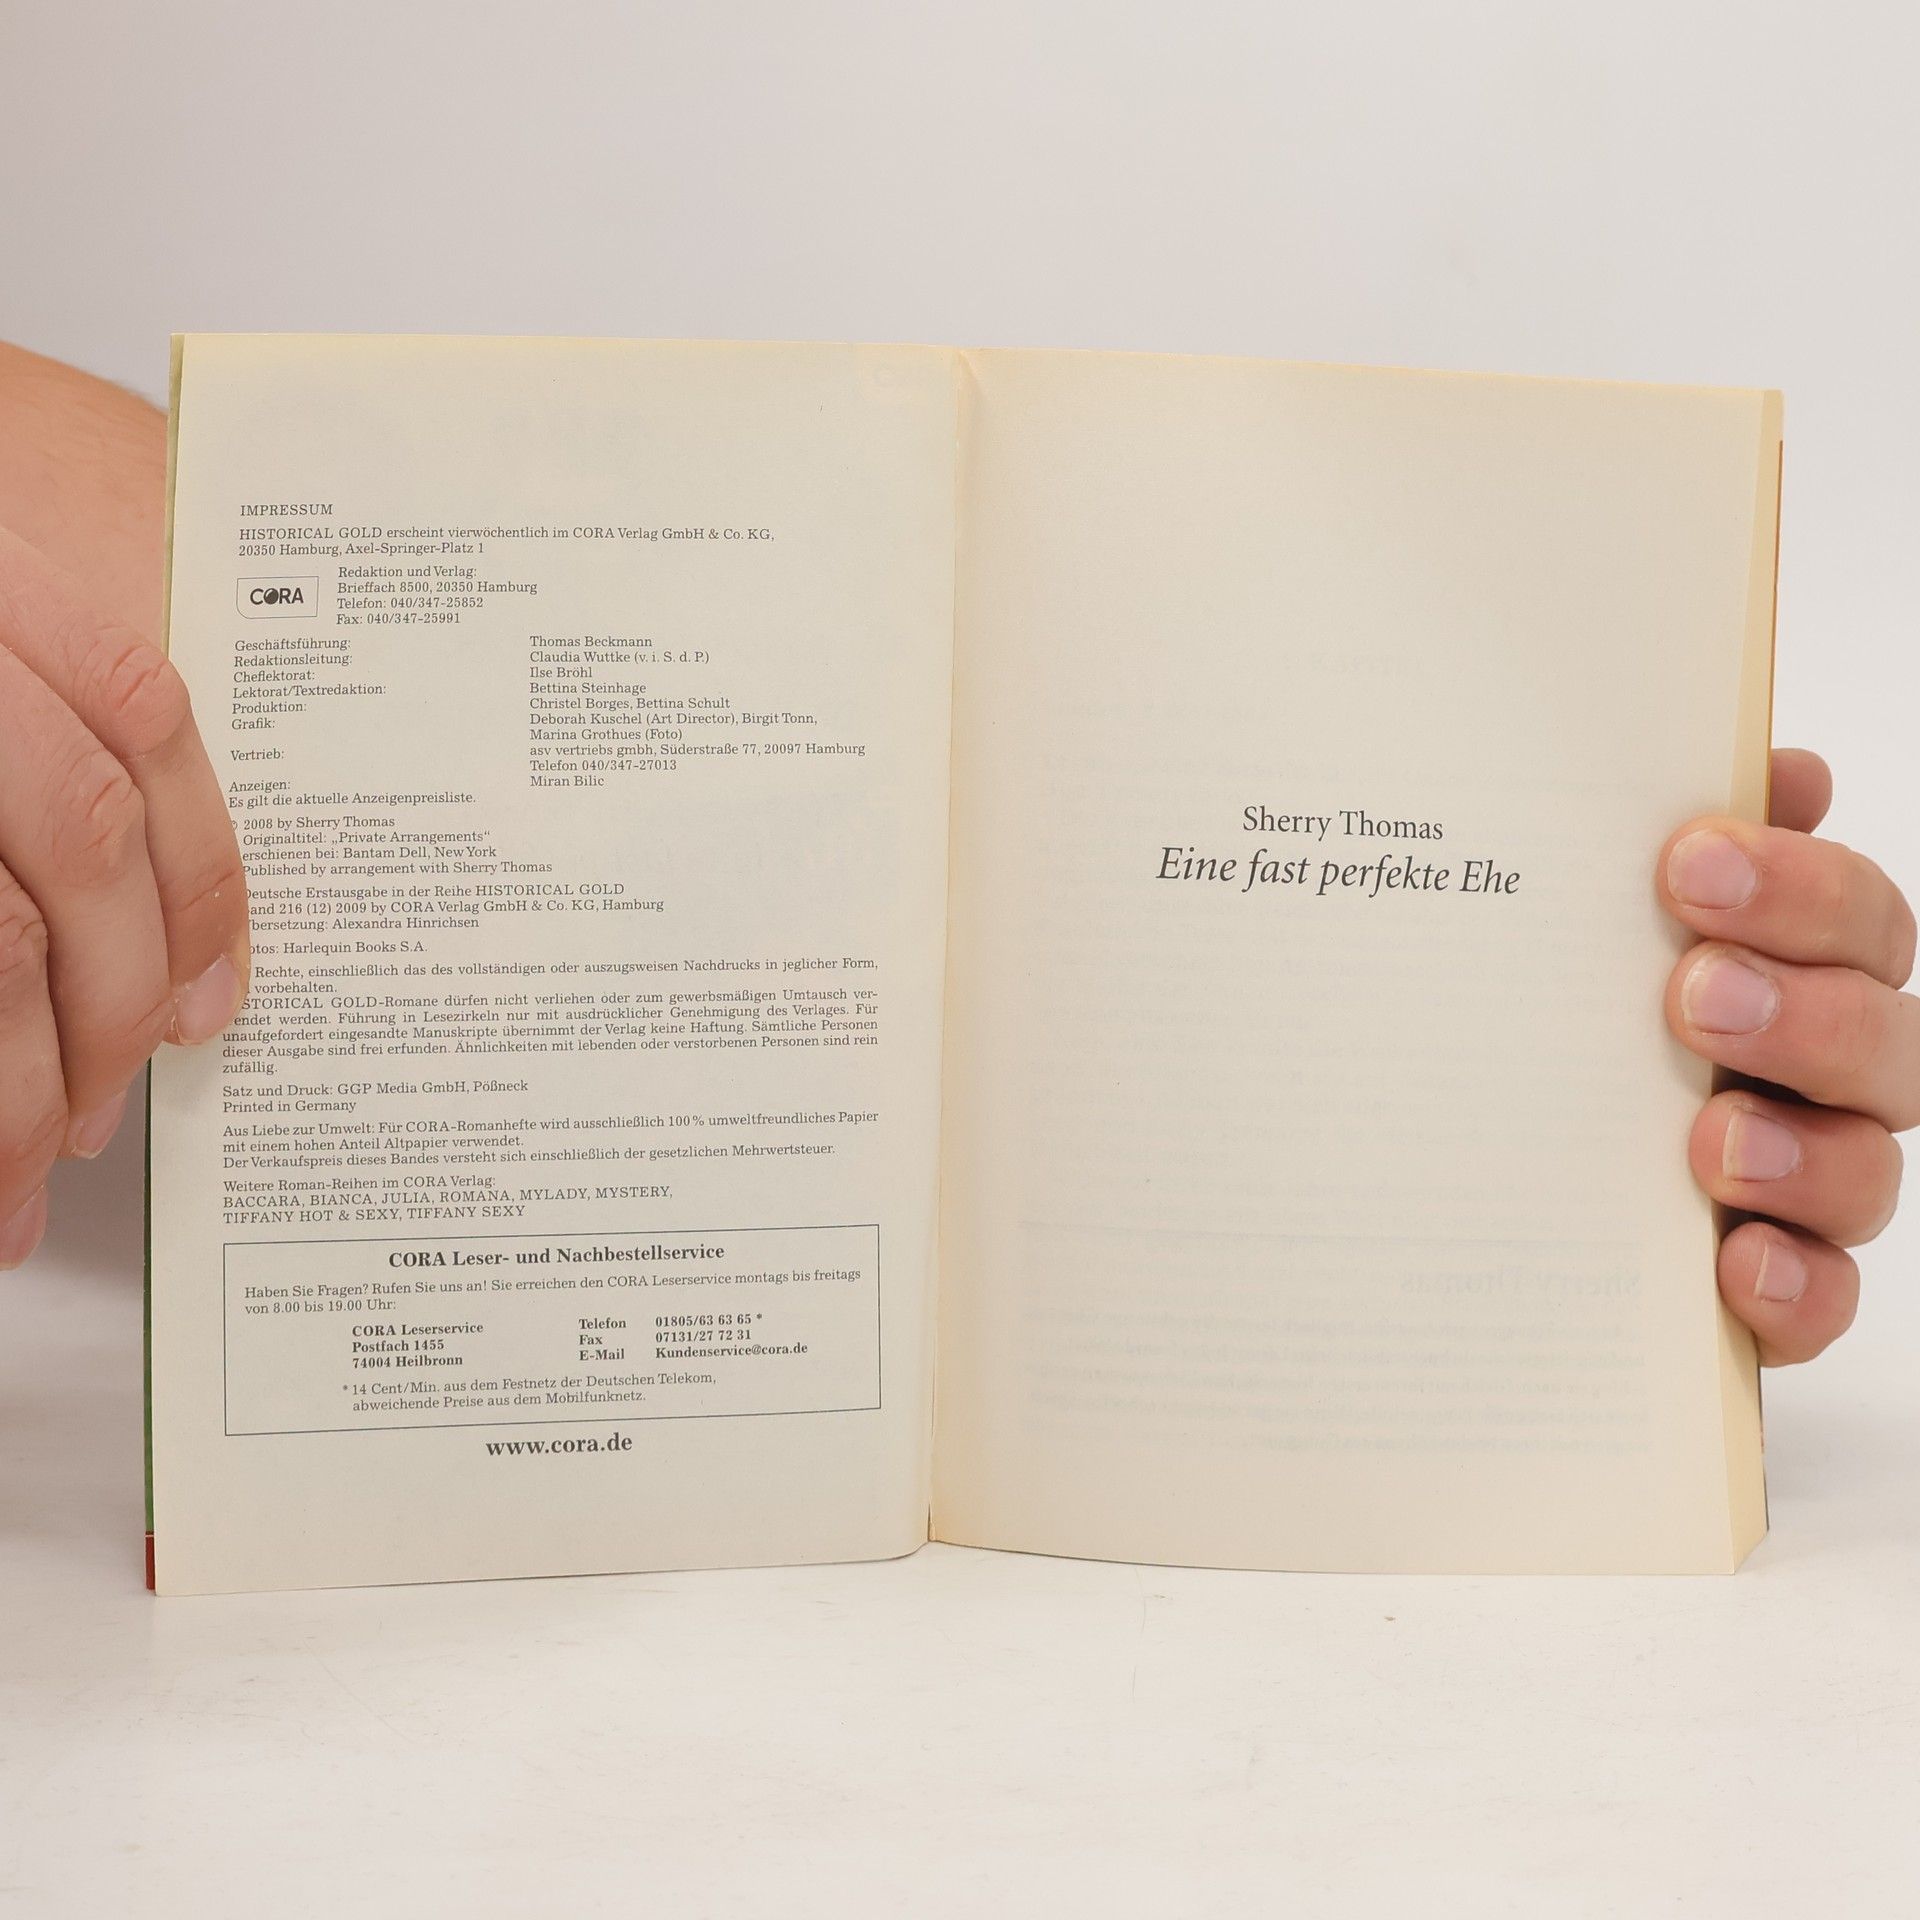 IMPRESSUM
HISTORICAL GOLD erscheint vierwöchentlich im CORA Verlag GmbH & Co. KG,
20350 Hamburg, Axel-Springer-Platz 1
CORA
Redaktion und Verlag:
Brieffach 8500, 20350 Hamburg
Telefon: 040/347-25852
Fax: 040/347-25991
Geschäftsführung: Thomas Beckmann
Redaktionsleitung: Claudia Wuttke (v. i. S. d. P.)
Cheflektorat: Ilse Bröhl
Lektorat/Textredaktion: Bettina Steinhage
Produktion: Christel Borges, Bettina Schult
Grafik: Deborah Kuschel (Art Director), Birgit Tonn,
Marina Grothues (Foto)
Vertrieb: asv vertriebs gmbh, Süderstraße 77, 20097 Hamburg
Telefon 040/347-27013
Anzeigen: Miran Bilic
Es gilt die aktuelle Anzeigenpreisliste.
© 2008 by Sherry Thomas
Originaltitel: „Private Arrangements“
erschienen bei: Bantam Dell, New York
Published by arrangement with Sherry Thomas
Deutsche Erstausgabe in der Reihe HISTORICAL GOLD
and 216 (12) 2009 by CORA Verlag GmbH & Co. KG, Hamburg
bersetzung: Alexandra Hinrichsen
otos: Harlequin Books S.A.
Rechte, einschließlich das des vollständigen oder auszugsweisen Nachdrucks in jeglicher Form,
vorbehalten.
STORICAL GOLD-Romane dürfen nicht verliehen oder zum gewerbsmäßigen Umtausch ver-
endet werden. Führung in Lesezirkeln nur mit ausdrücklicher Genehmigung des Verlages. Für
unaufgefordert eingesandte Manuskripte übernimmt der Verlag keine Haftung. Sämtliche Personen
dieser Ausgabe sind frei erfunden. Ähnlichkeiten mit lebenden oder verstorbenen Personen sind rein
zufällig.
Satz und Druck: GGP Media GmbH, Pößneck
Printed in Germany
Aus Liebe zur Umwelt: Für CORA-Romanhefte wird ausschließlich 100% umweltfreundliches Papier
mit einem hohen Anteil Altpapier verwendet.
Der Verkaufspreis dieses Bandes versteht sich einschließlich der gesetzlichen Mehrwertsteuer.
Weitere Roman-Reihen im CORA Verlag:
BACCARA, BIANCA, JULIA, ROMANA, MYLADY, MYSTERY,
TIFFANY HOT & SEXY, TIFFANY SEXY
CORA Leser- und Nachbestellservice
Haben Sie Fragen? Rufen Sie uns an! Sie erreichen den CORA Leserservice montags bis freitags
von 8.00 bis 19.00 Uhr:
CORA Leserservice
Postfach 1455
74004 Heilbronn
Telefon 01805/63 63 65 *
Fax 07131/27 72 31
E-Mail Kundenservice@cora.de
* 14 Cent/Min. aus dem Festnetz der Deutschen Telekom,
abweichende Preise aus dem Mobilfunknetz.
www.cora.de
Sherry Thomas
Eine fast perfekte Ehe